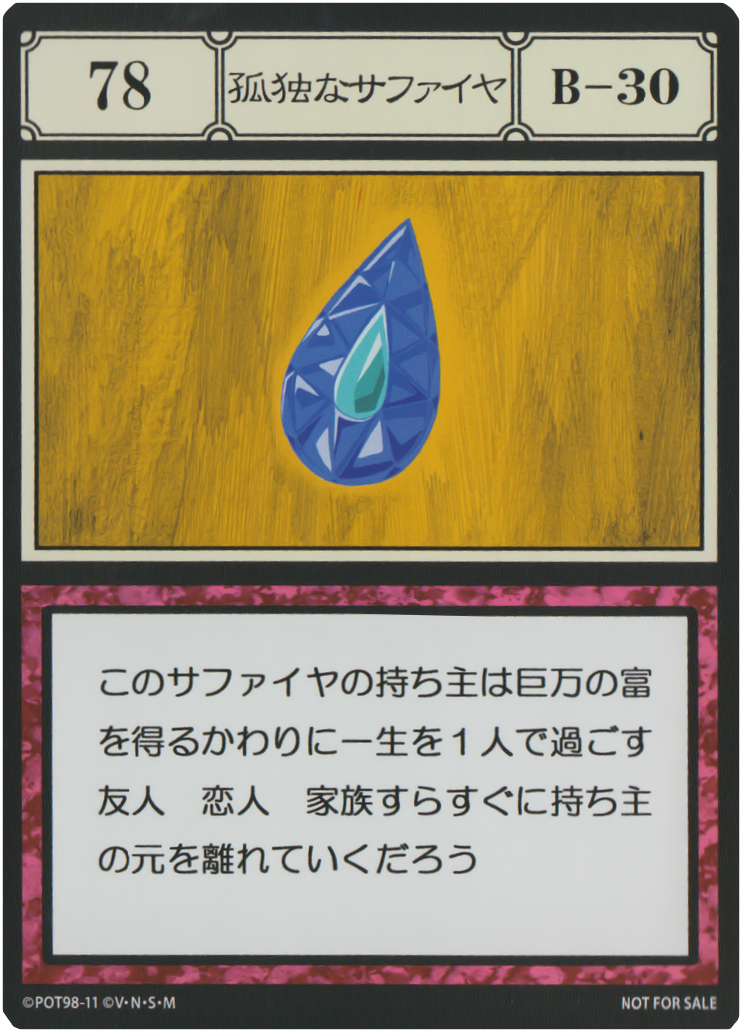 78
孤独なサファイヤ
B-30
このサファイヤの持ち主は巨万の富
を得るかわりに一生を1人で過ごす
友人　恋人　家族すらすぐに持ち主
の元を離れていくだろう
©POT98-11 ©V・N・S・M
NOT FOR SALE